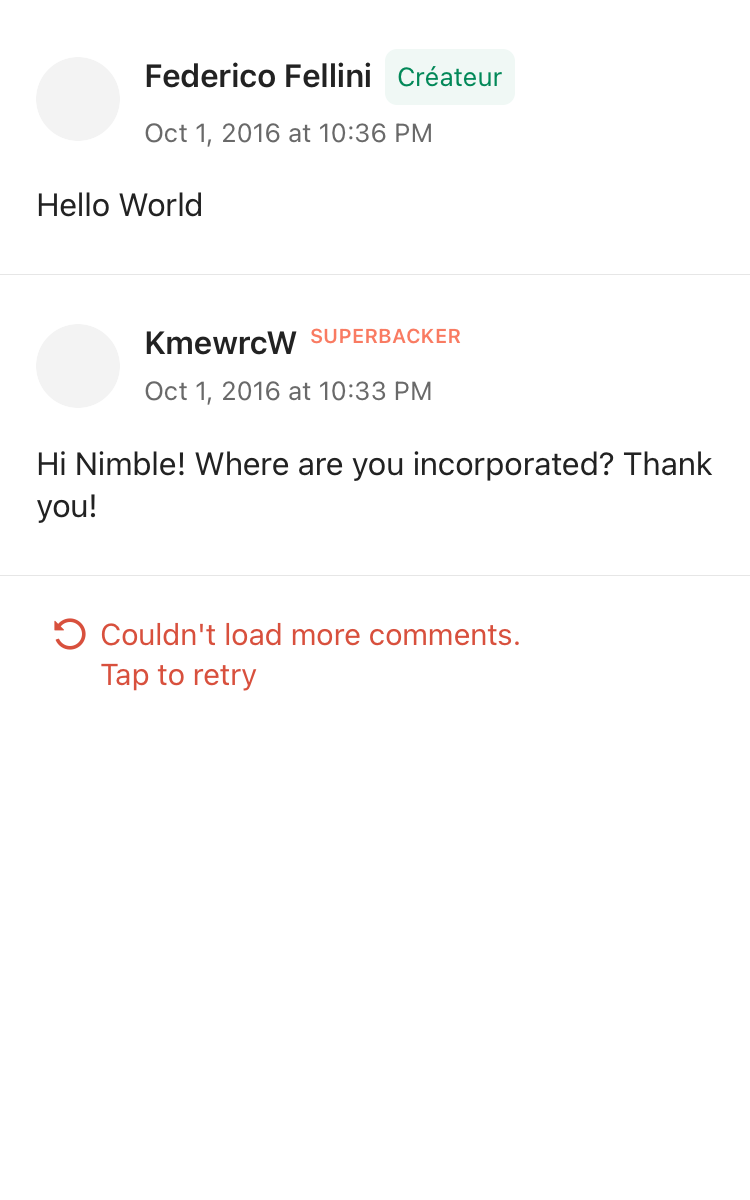 Federico Fellini Créateur
Oct 1, 2016 at 10:36 PM
Hello World
KmewrcW SUPERBACKER
Oct 1, 2016 at 10:33 PM
Hi Nimble! Where are you incorporated? Thank
you!
Couldn't load more comments.
Tap to retry